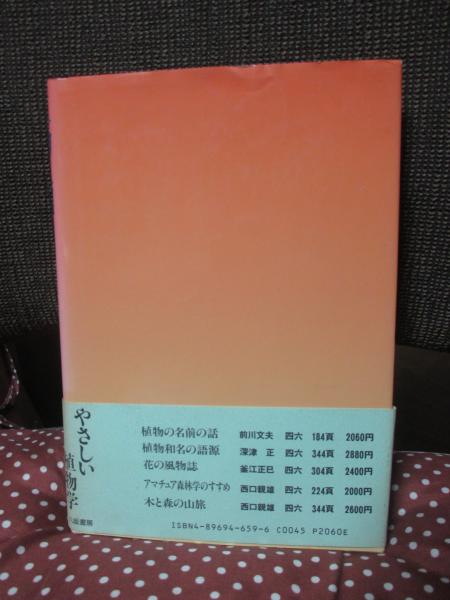 やさしい
植物学
植物の名前の話 前川文夫 四六 184頁 2060円
植物和名の語源 深津 正 四六 344頁 2880円
花の風物誌 釜江正巳 四六 304頁 2400円
アマチュア森林学のすすめ 西口親雄 四六 224頁 2000円
木と森の山旅 西口親雄 四六 344頁 2600円
ISBN4-89694-659-6 C0045 P2060E
書房